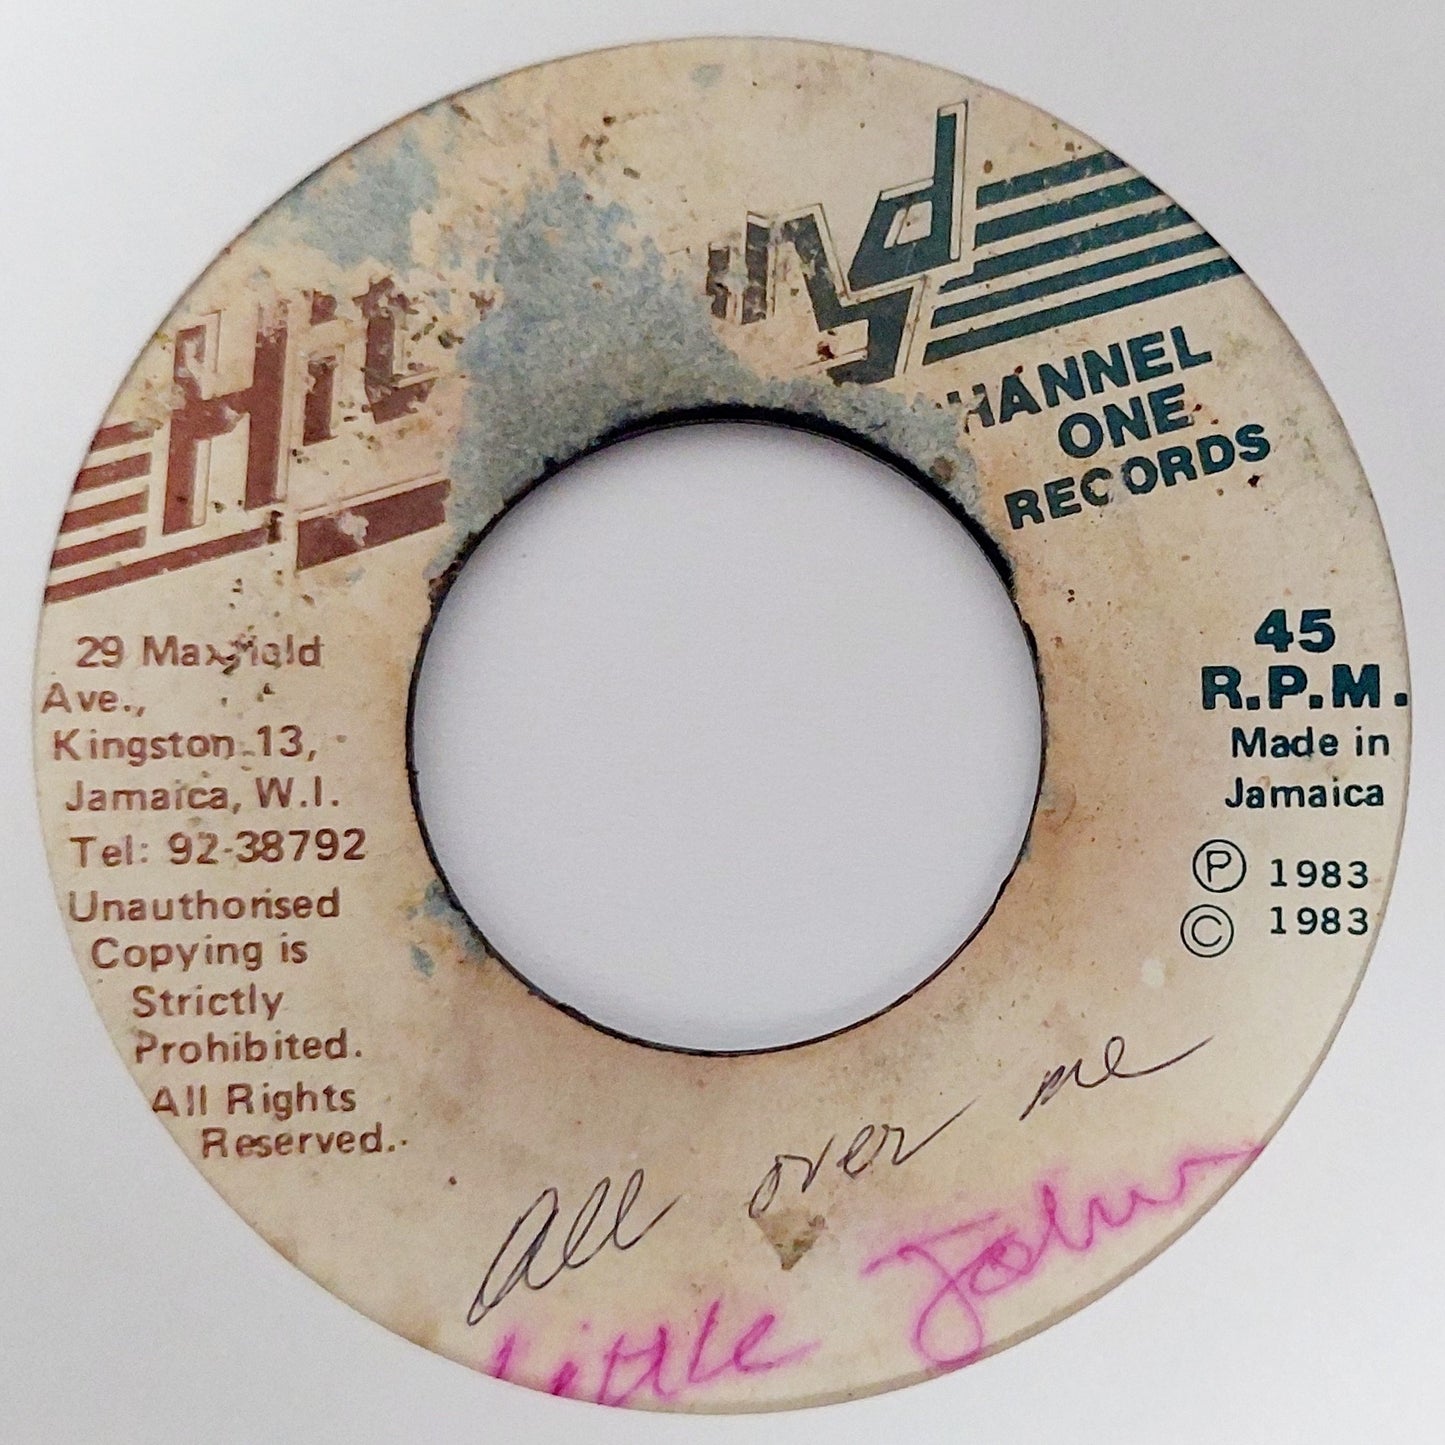 Hit
HANNEL
ONE
RECORDS
29 Maxfield
Ave.,
Kingston 13,
Jamaica, W.I.
Tel: 92-38792
Unauthorised
Copying is
Strictly
Prohibited.
All Rights
Reserved.
45
R.P.M.
Made in
Jamaica
Ⓟ 1983
© 1983
All over me
Little John